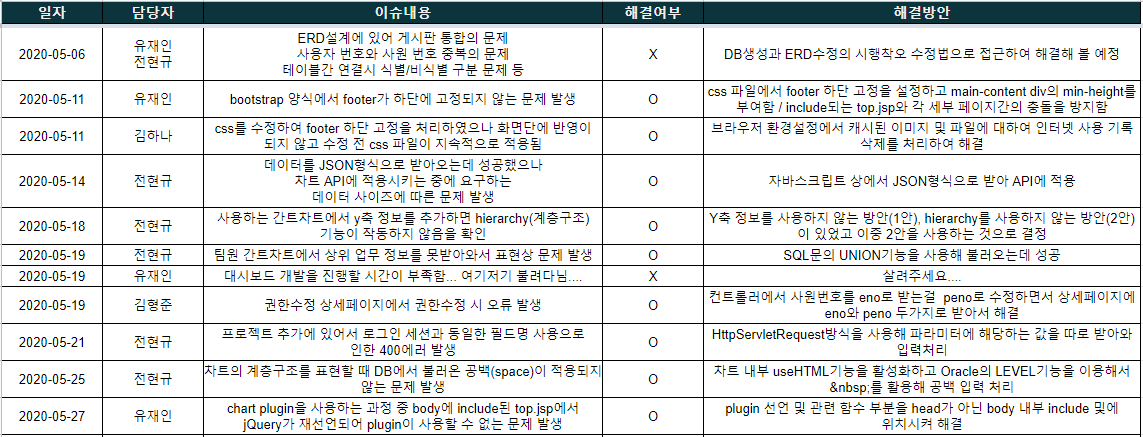 일자 담당자 이슈내용 해결여부 해결방안
2020-05-06
유재인
전현규
ERD설계에 있어 게시판 통합의 문제
사용자 번호와 사원 번호 중복의 문제
테이블간 연결시 식별/비식별 구분 문제 등
X
DB생성과 ERD수정의 시행착오 수정법으로 접근하여 해결해 볼 예정
2020-05-11
유재인
bootstrap 양식에서 footer가 하단에 고정되지 않는 문제 발생
O
css 파일에서 footer 하단 고정을 설정하고 main-content div의 min-height를
부여함 / include되는 top.jsp와 각 세부 페이지간의 충돌을 방지함
2020-05-11
김하나
css를 수정하여 footer 하단 고정을 처리하였으나 화면단에 반영이
되지 않고 수정 전 css 파일이 지속적으로 적용됨
O
브라우저 환경설정에서 캐시된 이미지 및 파일에 대하여 인터넷 사용 기록
삭제를 처리하여 해결
2020-05-14
전현규
데이터를 JSON형식으로 받아오는데 성공했으나
차트 API에 적용시키는 중에 요구하는
데이터 사이즈에 따른 문제 발생
O
자바스크립트 상에서 JSON형식으로 받아 API에 적용
2020-05-18
전현규
사용하는 간트차트에서 y축 정보를 추가하면 hierarchy(계층구조)
기능이 작동하지 않음을 확인
O
Y축 정보를 사용하지 않는 방안(1안), hierarchy를 사용하지 않는 방안(2안)
이 있었고 이중 2안을 사용하는 것으로 결정
2020-05-19
전현규
팀원 간트차트에서 상위 업무 정보를 못받아와서 표현상 문제 발생
O
SQL문의 UNION기능을 사용해 불러오는데 성공
2020-05-19
유재인
대시보드 개발을 진행할 시간이 부족함... 여기저기 불려다님....
X
살려주세요....
2020-05-19
김형준
권한수정 상세페이지에서 권한수정 시 오류 발생
O
컨트롤러에서 사원번호를 eno로 받는걸 peno로 수정하면서 상세페이지에
eno와 peno 두가지로 받아서 해결
2020-05-21
전현규
프로젝트 추가에 있어서 로그인 세션과 동일한 필드명 사용으로
인한 400에러 발생
O
HttpServletRequest방식을 사용해 파라미터에 해당하는 값을 따로 받아와
입력처리
2020-05-25
전현규
차트의 계층구조를 표현할 때 DB에서 불러온 공백(space)이 적용되지
않는 문제 발생
O
차트 내부 useHTML기능을 활성화하고 Oracle의 LEVEL기능을 이용해서
&nbsp;를 활용해 공백 입력 처리
2020-05-27
유재인
chart plugin을 사용하는 과정 중 body에 include된 top.jsp에서
jQuery가 재선언되어 plugin이 사용할 수 없는 문제 발생
O
plugin 선언 및 관련 함수 부분을 head가 아닌 body 내부 include 및에
위치시켜 해결